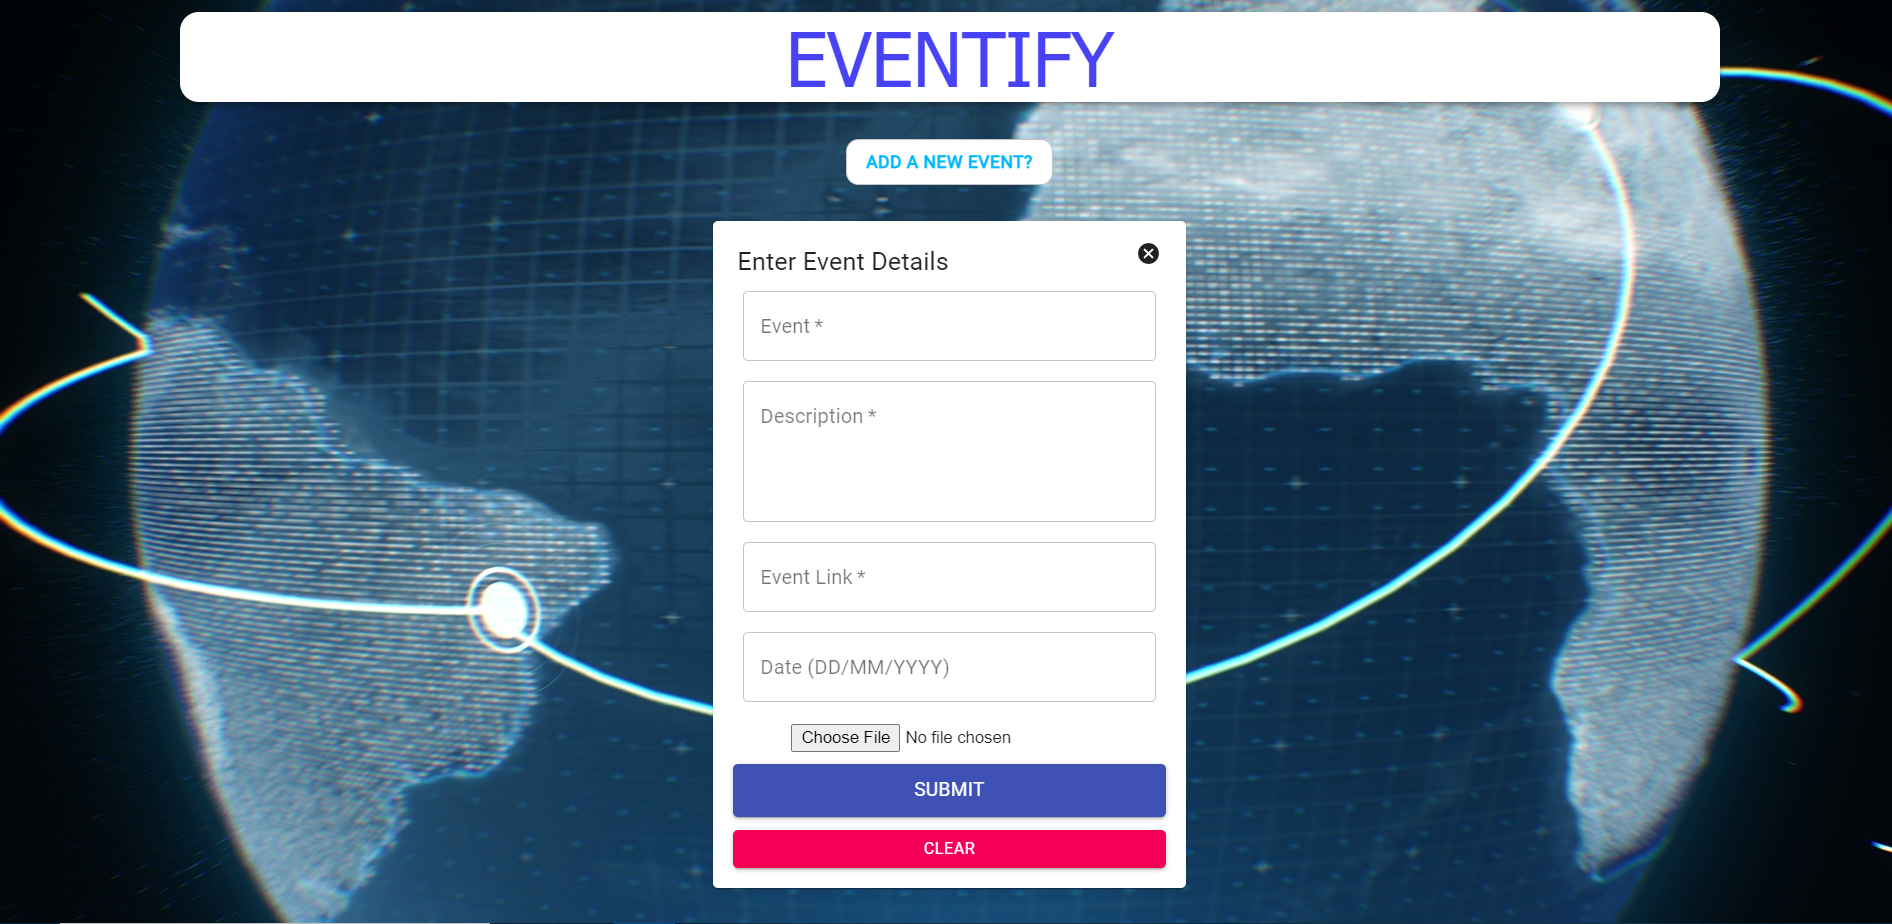 EVENTIFY
ADD A NEW EVENT?
Enter Event Details
Event *
Description *
Event Link *
Date (DD/MM/YYYY)
Choose File No file chosen
SUBMIT
CLEAR